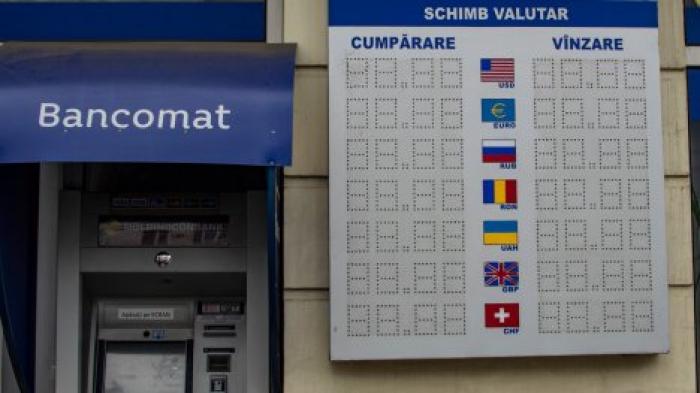 SCHIMB VALUTAR
CUMPĂRARE VÎNZARE
Bancomat
USD
EURO
RUB
RON
UAH
GBP
CHF